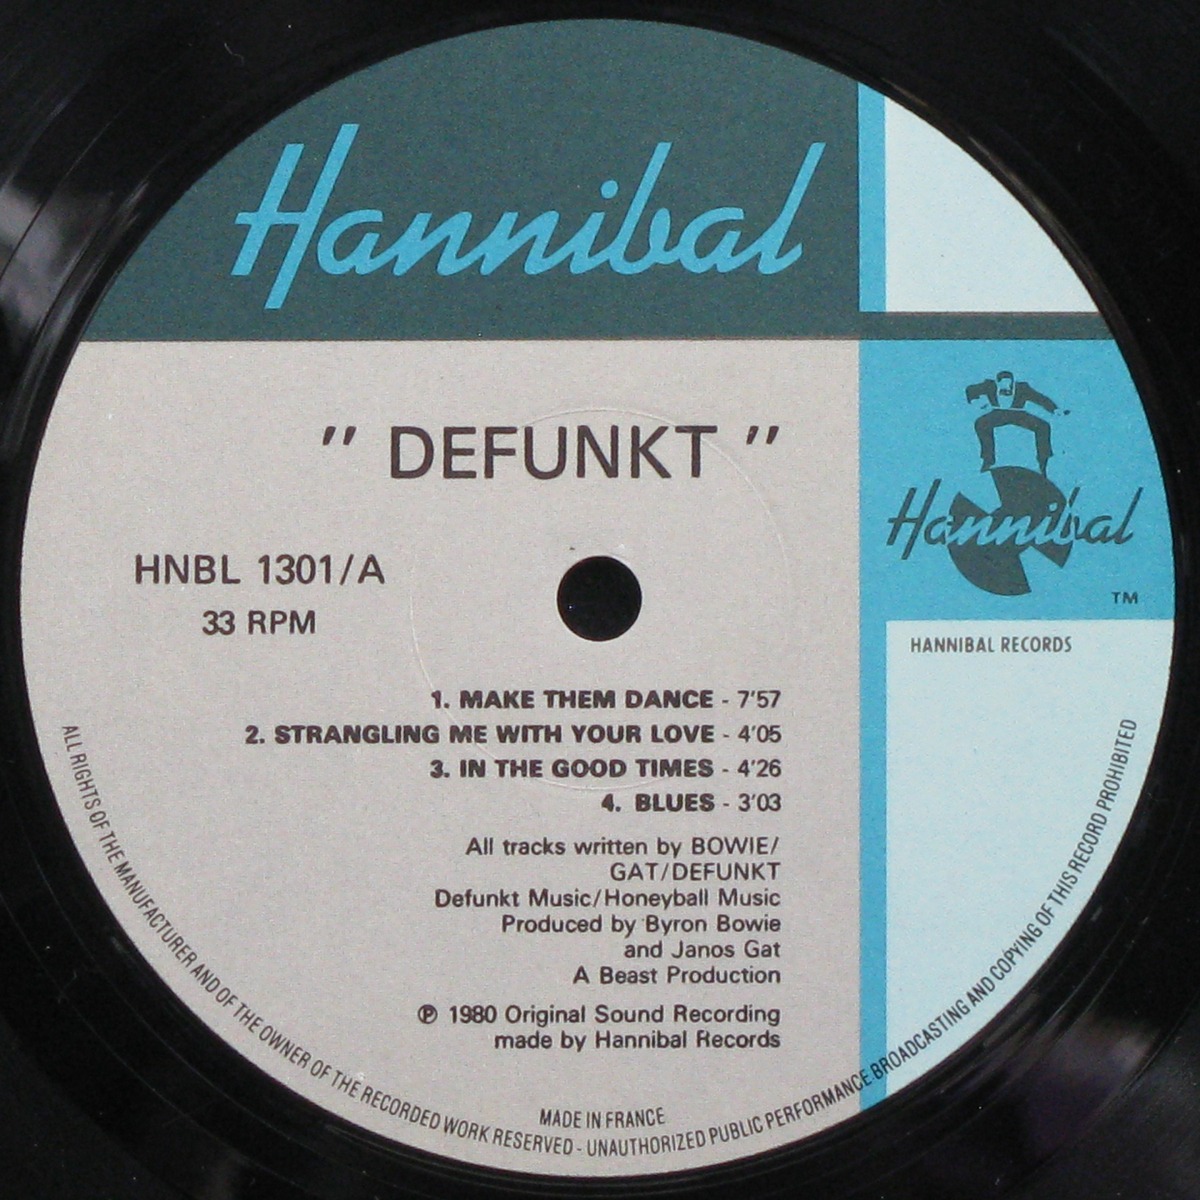 Hannibal
" DEFUNKT "
Hannibal
TM
HANNIBAL RECORDS
HNBL 1301/A
33 RPM
1. MAKE THEM DANCE - 7'57
2. STRANGLING ME WITH YOUR LOVE - 4'05
3. IN THE GOOD TIMES - 4'26
4. BLUES - 3'03
All tracks written by BOWIE/
GAT/DEFUNKT
Defunkt Music/Honeyball Music
Produced by Byron Bowie
and Janos Gat
A Beast Production
℗ 1980 Original Sound Recording
made by Hannibal Records
MADE IN FRANCE
ALL RIGHTS OF THE MANUFACTURER AND OF THE OWNER OF THE RECORDED WORK RESERVED - UNAUTHORIZED PUBLIC PERFORMANCE BROADCASTING AND COPYING OF THIS RECORD PROHIBITED